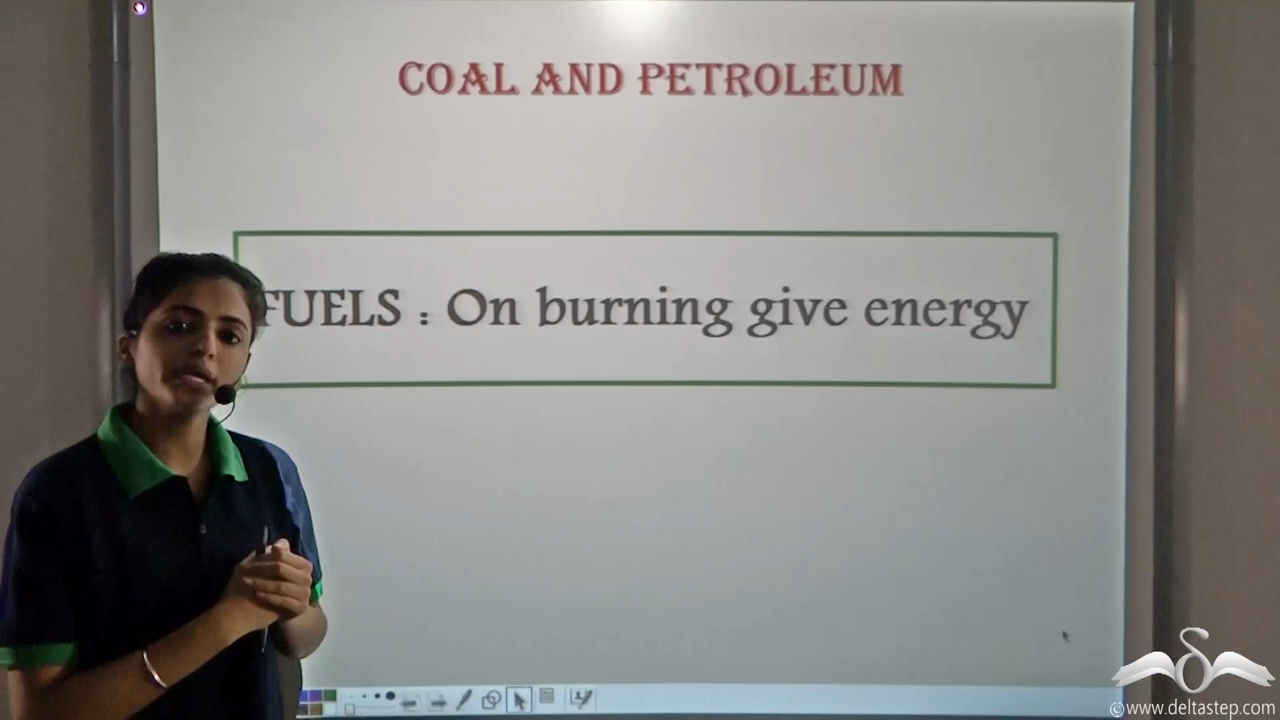 COAL AND PETROLEUM
FUELS : On burning give energy
©www.deltastep.com